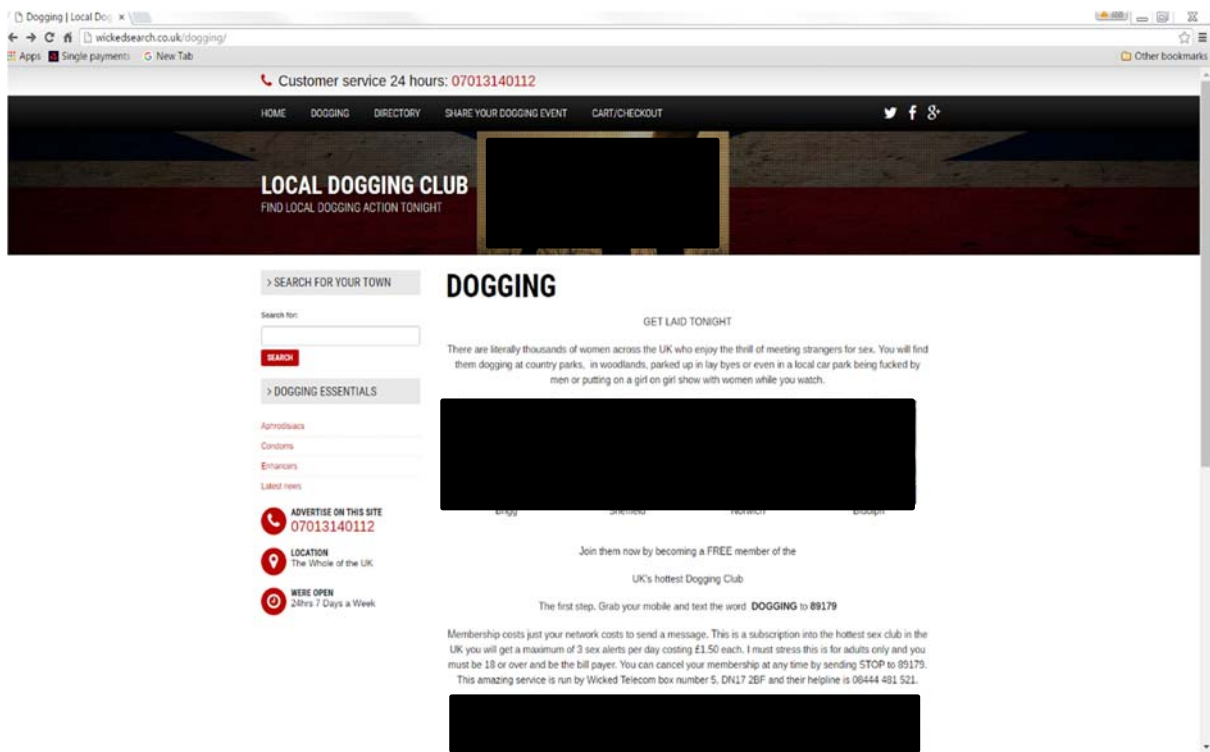 Dogging | Local Dog
wickedsearch.co.uk/dogging/
Apps Single payments New Tab Other bookmarks
Customer service 24 hours: 07013140112
HOME DOGGING DIRECTORY SHARE YOUR DOGGING EVENT CART/CHECKOUT
LOCAL DOGGING CLUB
FIND LOCAL DOGGING ACTION TONIGHT
> SEARCH FOR YOUR TOWN
Search for:
SEARCH
> DOGGING ESSENTIALS
Aphrodisiacs
Condoms
Enhancers
Latest news
ADVERTISE ON THIS SITE
07013140112
LOCATION
The Whole of the UK
WERE OPEN
24hrs 7 Days a Week
DOGGING
GET LAID TONIGHT
There are literally thousands of women across the UK who enjoy the thrill of meeting strangers for sex. You will find
them dogging at country parks, in woodlands, parked up in lay byes or even in a local car park being fucked by
men or putting on a girl on girl show with women while you watch.
Brigg Sheffield Norwich Biddlph
Join them now by becoming a FREE member of the
UK's hottest Dogging Club
The first step. Grab your mobile and text the word DOGGING to 89179
Membership costs just your network costs to send a message. This is a subscription into the hottest sex club in the
UK you will get a maximum of 3 sex alerts per day costing £1.50 each. I must stress this is for adults only and you
must be 18 or over and be the bill payer. You can cancel your membership at any time by sending STOP to 89179.
This amazing service is run by Wicked Telecom box number 5, DN17 2BF and their helpline is 08444 481 521.